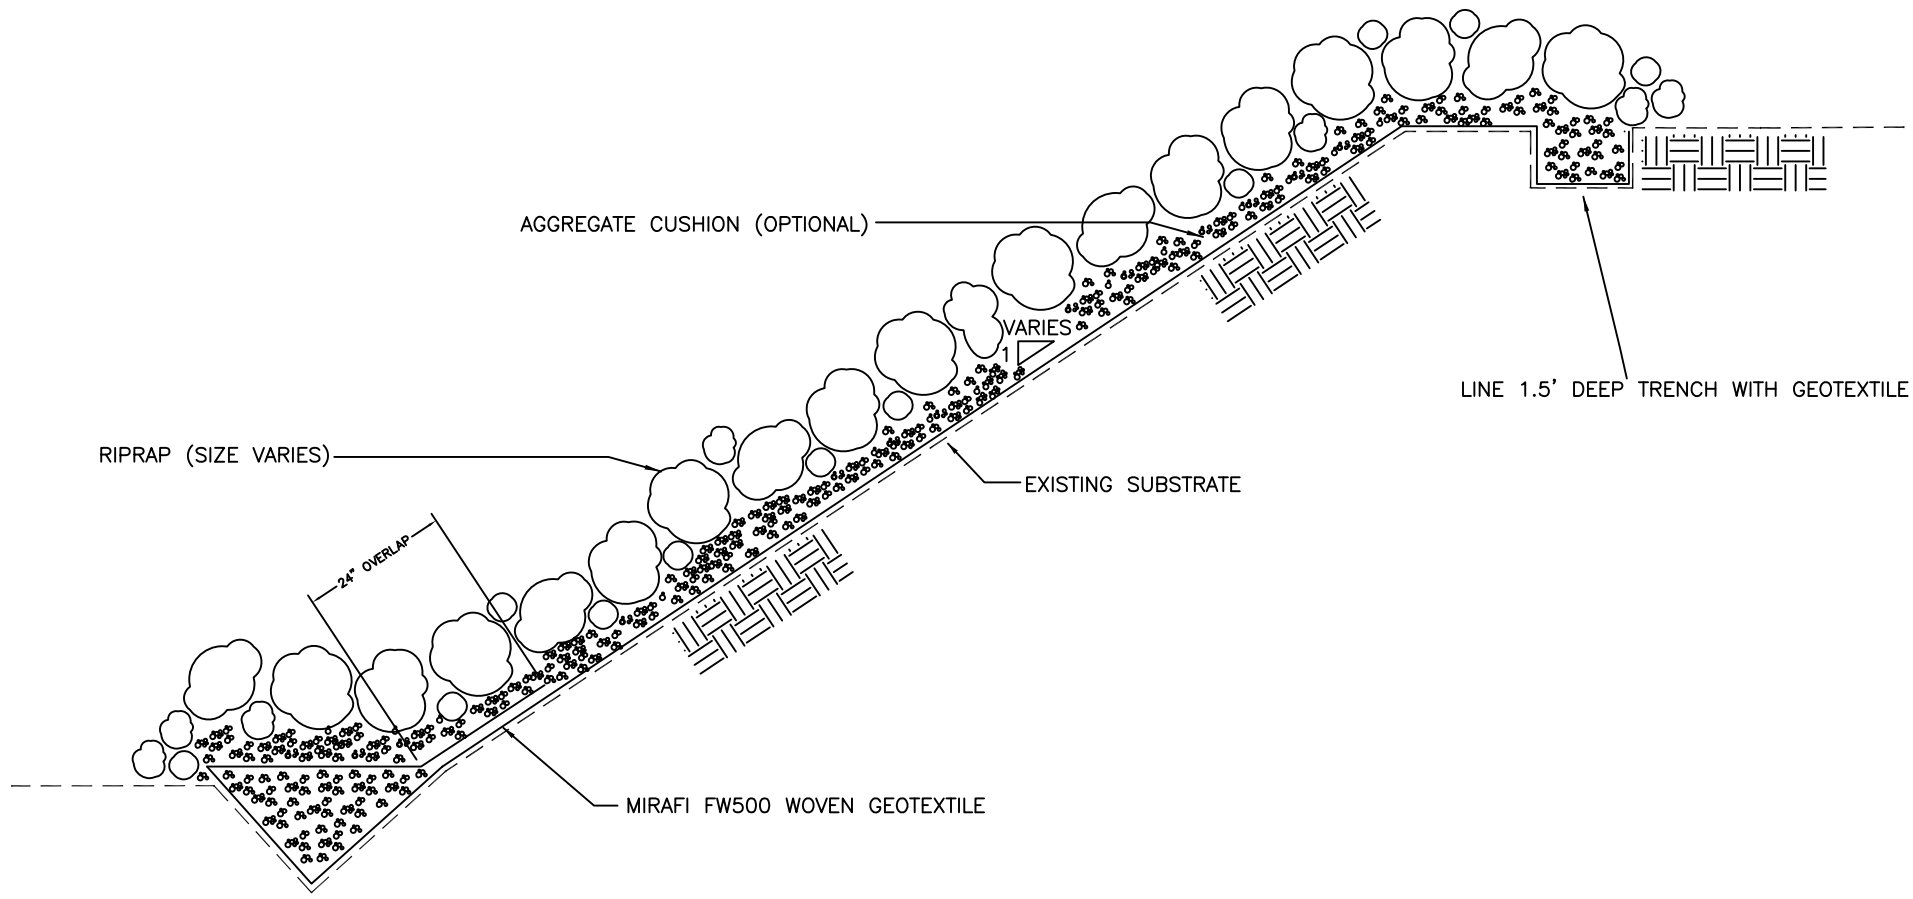 AGGREGATE CUSHION (OPTIONAL)
VARIES
1
LINE 1.5' DEEP TRENCH WITH GEOTEXTILE
RIPRAP (SIZE VARIES)
EXISTING SUBSTRATE
24" OVERLAP
MIRAFI FW500 WOVEN GEOTEXTILE